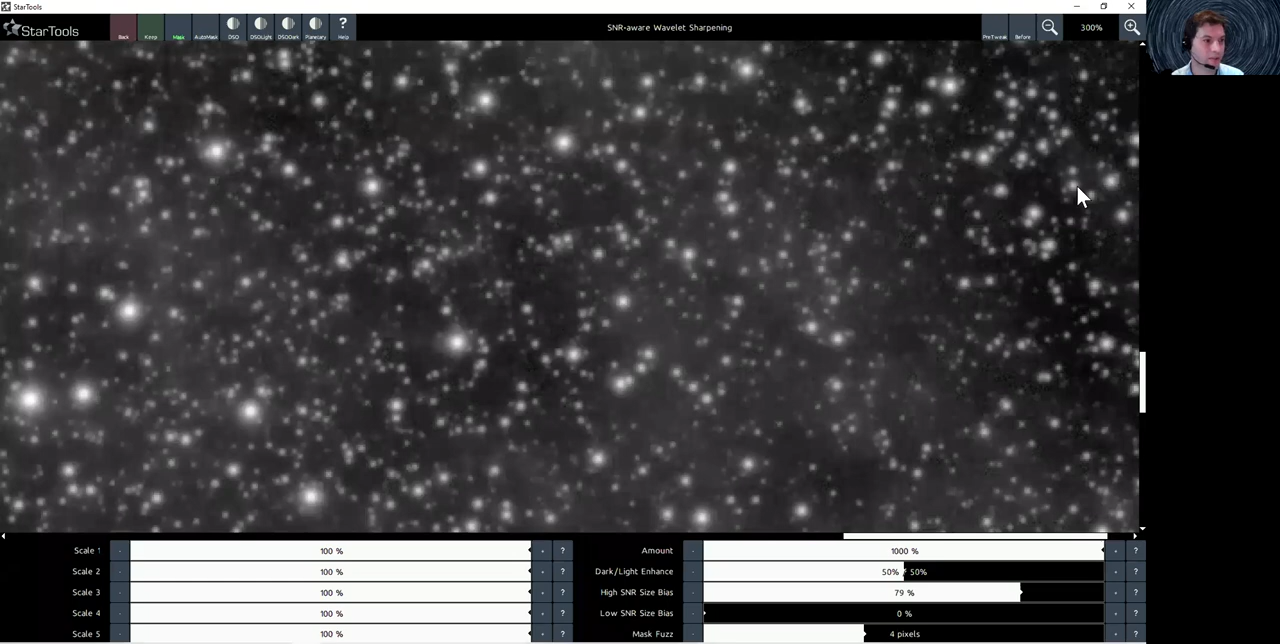 StarTools
StarTools
Back
Keep
Mask
AutoMask
DSO
DSOLight
DSODark
Planetary
?
Help
SNR-aware Wavelet Sharpening
PreTweak
Before
300%
Scale 1 - 100 % + ?
Scale 2 - 100 % + ?
Scale 3 - 100 % + ?
Scale 4 - 100 % + ?
Scale 5 - 100 % + ?
Amount - 1000 % + ?
Dark/Light Enhance - 50% 50% + ?
High SNR Size Bias - 79 % + ?
Low SNR Size Bias - 0 % + ?
Mask Fuzz - 4 pixels + ?